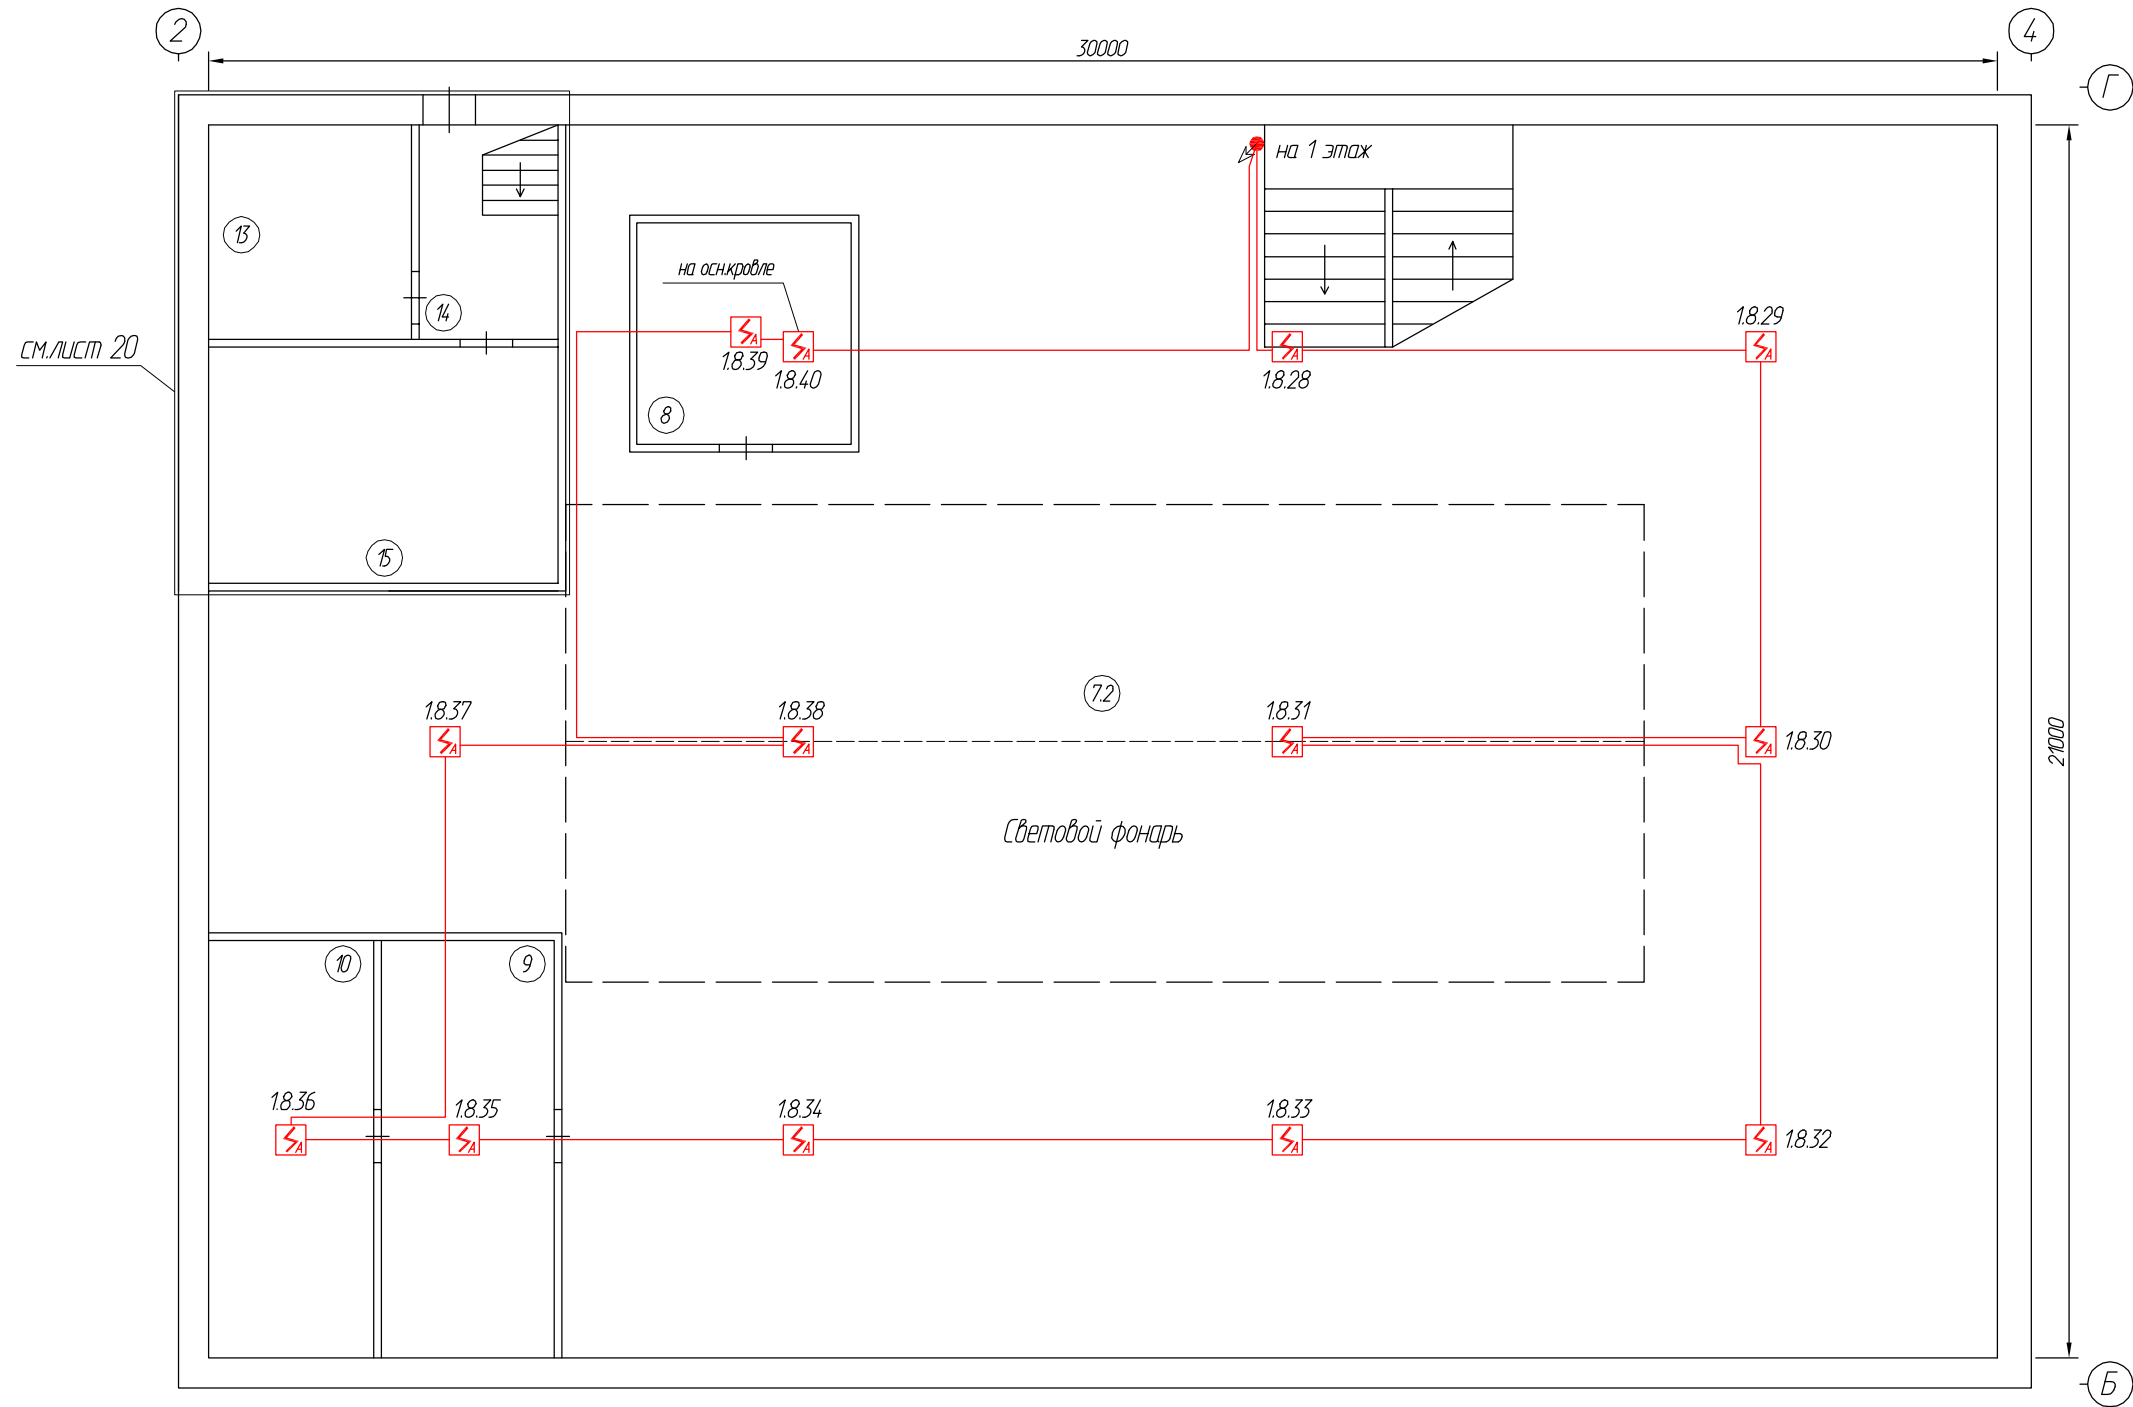 2
30000
4
Г
на 1 этаж
13
на осн.кровле
14
1.8.29
см.лист 20
1.8.39
1.8.40
1.8.28
8
15
7.2
1.8.37
1.8.38
1.8.31
1.8.30
21000
Световой фонарь
10
9
1.8.36
1.8.35
1.8.34
1.8.33
1.8.32
Б
А
А
А
А
А
А
А
А
А
А
А
А
А